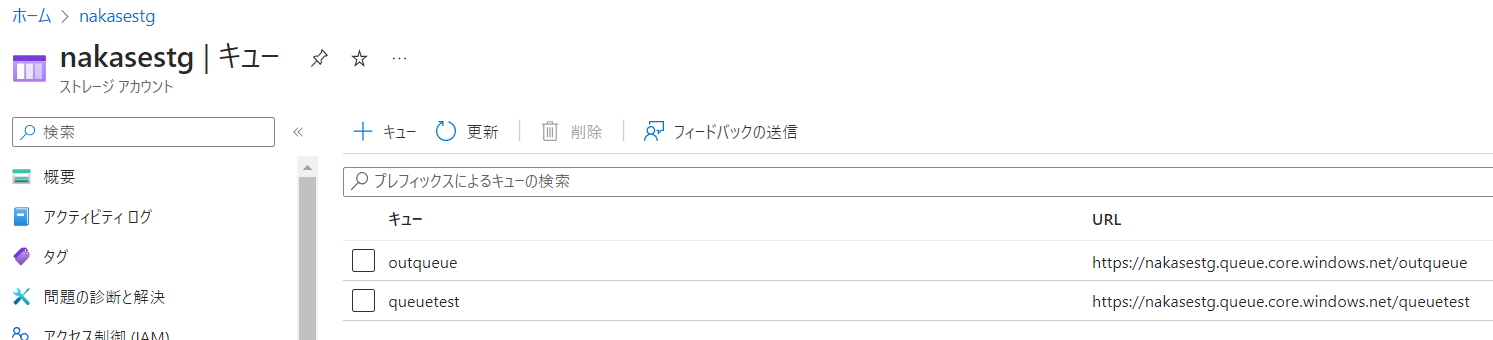 ホーム > nakasestg
nakasestg | キュー ...
ストレージ アカウント
検索 «
+ キュー 更新 削除 フィードバックの送信
プレフィックスによるキューの検索
概要
アクティビティ ログ
タグ
問題の診断と解決
アクセス制御 (IAM)
キュー URL
outqueue https://nakasestg.queue.core.windows.net/outqueue
queuetest https://nakasestg.queue.core.windows.net/queuetest